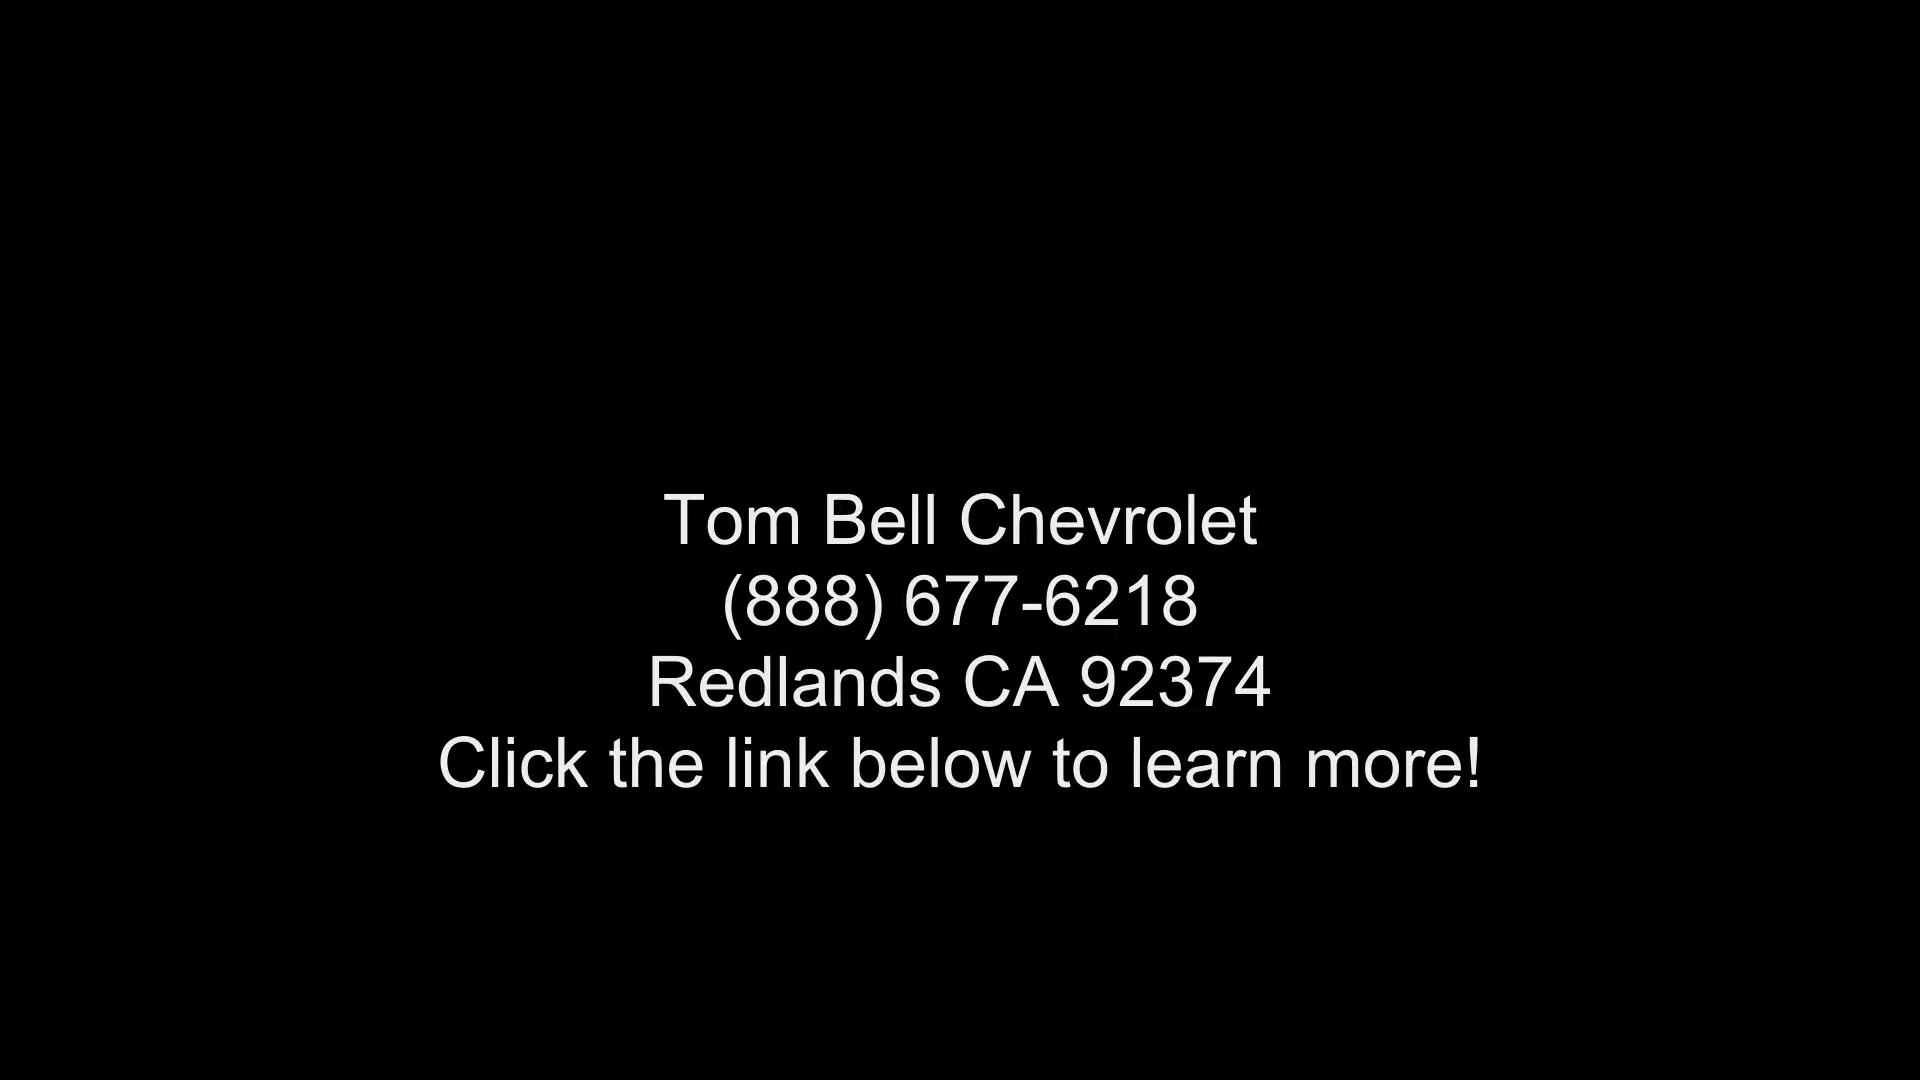 Tom Bell Chevrolet
(888) 677-6218
Redlands CA 92374
Click the link below to learn more!